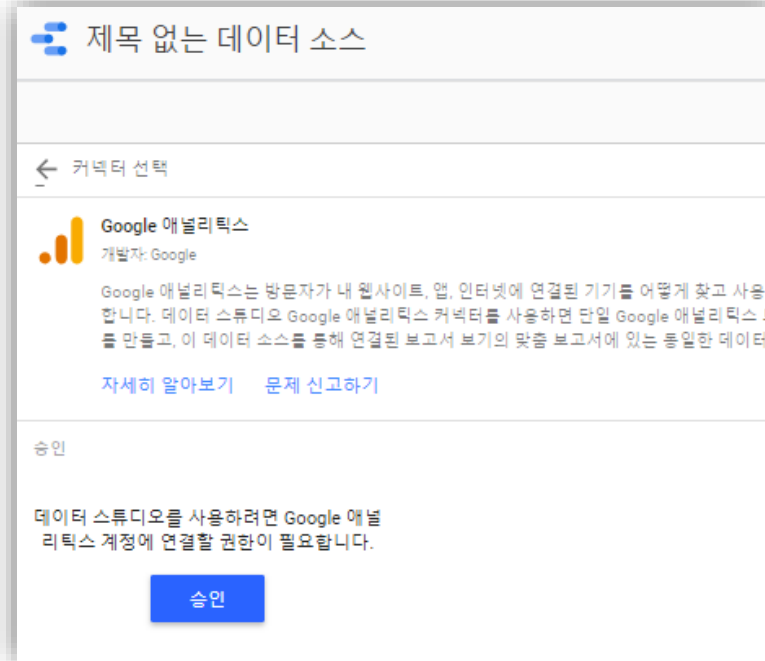 제목 없는 데이터 소스
커넥터 선택
Google 애널리틱스
개발자: Google
Google 애널리틱스는 방문자가 내 웹사이트, 앱, 인터넷에 연결된 기기를 어떻게 찾고 사용
합니다. 데이터 스튜디오 Google 애널리틱스 커넥터를 사용하면 단일 Google 애널리틱스
를 만들고, 이 데이터 소스를 통해 연결된 보고서 보기의 맞춤 보고서에 있는 동일한 데이터
자세히 알아보기 문제 신고하기
승인
데이터 스튜디오를 사용하려면 Google 애널
리틱스 계정에 연결할 권한이 필요합니다.
승인